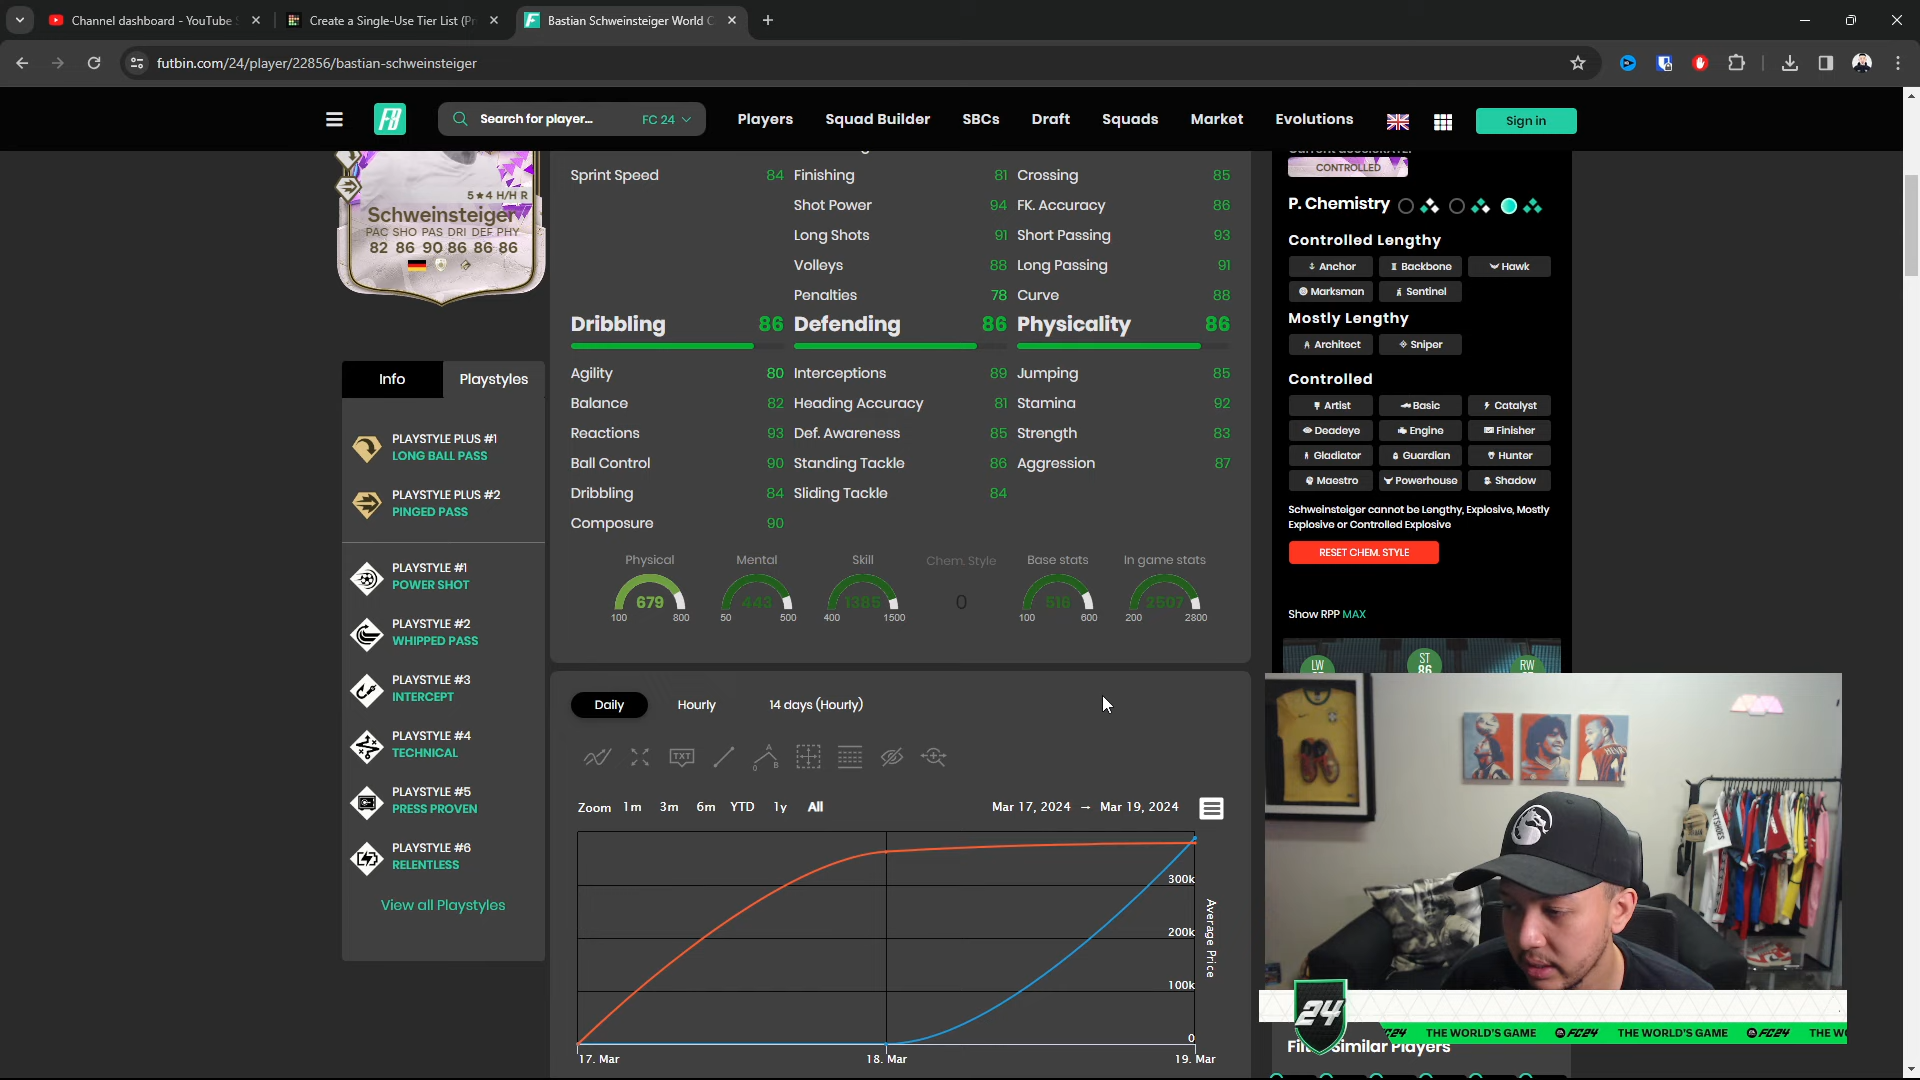 Channel dashboard - YouTube S
Create a Single-Use Tier List (Pr
Bastian Schweinsteiger World C
futbin.com/24/player/22856/bastian-schweinsteiger
FB
Search for player...
FC 24
Players
Squad Builder
SBCs
Draft
Squads
Market
Evolutions
Sign in
5★4 H/H R
Schweinsteiger
PAC SHO PAS DRI DEF PHY
82 86 90 86 86 86
Info
Playstyles
PLAYSTYLE PLUS #1
LONG BALL PASS
PLAYSTYLE PLUS #2
PINGED PASS
PLAYSTYLE #1
POWER SHOT
PLAYSTYLE #2
WHIPPED PASS
PLAYSTYLE #3
INTERCEPT
PLAYSTYLE #4
TECHNICAL
PLAYSTYLE #5
PRESS PROVEN
PLAYSTYLE #6
RELENTLESS
View all Playstyles
Sprint Speed 84 Finishing 81 Crossing 85
Shot Power 94 FK. Accuracy 86
Long Shots 91 Short Passing 93
Volleys 88 Long Passing 91
Penalties 78 Curve 88
Dribbling 86 Defending 86 Physicality 86
Agility 80 Interceptions 89 Jumping 85
Balance 82 Heading Accuracy 81 Stamina 92
Reactions 93 Def. Awareness 85 Strength 83
Ball Control 90 Standing Tackle 86 Aggression 87
Dribbling 84 Sliding Tackle 84
Composure 90
Physical Mental Skill Chem. Style Base stats In game stats
679 443 1385 0 516 2507
100 800 50 500 400 1500 100 600 200 2800
Daily
Hourly
14 days (Hourly)
TXT
A
0 B
Zoom 1m 3m 6m YTD 1y All
Mar 17, 2024 → Mar 19, 2024
300k
200k
100k
0
Average Price
17. Mar 18. Mar 19. Mar
CONTROLLED
P. Chemistry
Controlled Lengthy
Anchor Backbone Hawk
Marksman Sentinel
Mostly Lengthy
Architect Sniper
Controlled
Artist Basic Catalyst
Deadeye Engine Finisher
Gladiator Guardian Hunter
Maestro Powerhouse Shadow
Schweinsteiger cannot be Lengthy, Explosive, Mostly
Explosive or Controlled Explosive
RESET CHEM. STYLE
Show RPP MAX
LW
ST
86
RW
HENRY
24
THE WORLD'S GAME FC24 THE WORLD'S GAME FC24 THE W
Similar Players